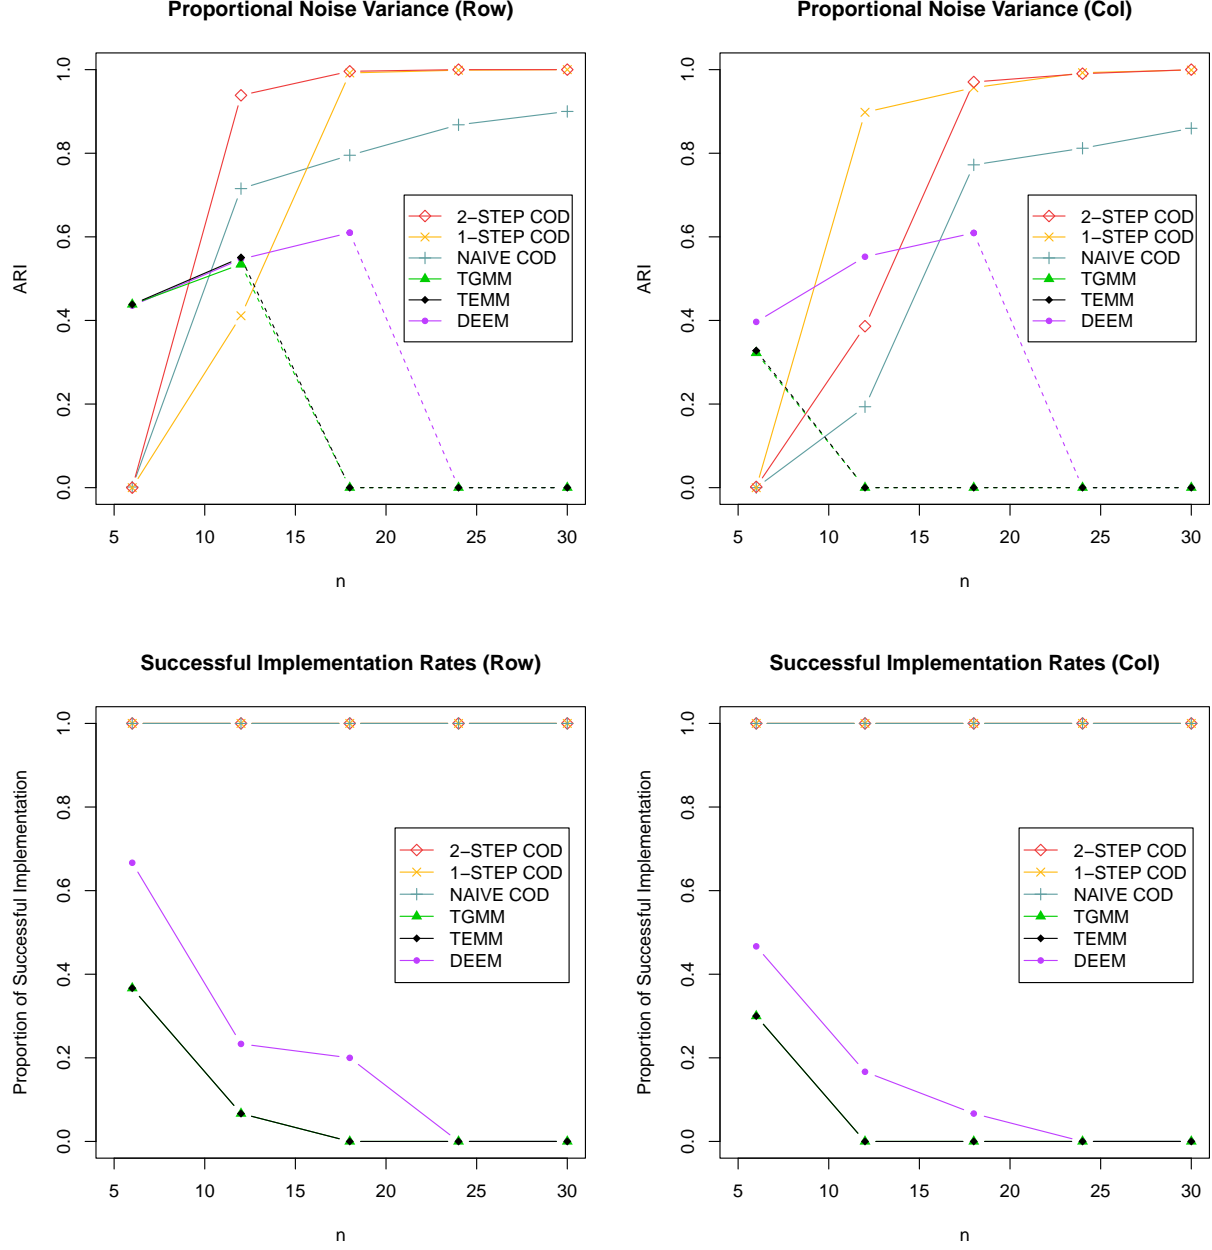 Proportional Noise Variance (Row)
ARI
1.0
0.8
0.6
0.4
0.2
0.0
2−STEP COD
1−STEP COD
NAIVE COD
TGMM
TEMM
DEEM
5 10 15 20 25 30
n
Proportional Noise Variance (Col)
ARI
1.0
0.8
0.6
0.4
0.2
0.0
2−STEP COD
1−STEP COD
NAIVE COD
TGMM
TEMM
DEEM
5 10 15 20 25 30
n
Successful Implementation Rates (Row)
Proportion of Successful Implementation
1.0
0.8
0.6
0.4
0.2
0.0
2−STEP COD
1−STEP COD
NAIVE COD
TGMM
TEMM
DEEM
5 10 15 20 25 30
n
Successful Implementation Rates (Col)
Proportion of Successful Implementation
1.0
0.8
0.6
0.4
0.2
0.0
2−STEP COD
1−STEP COD
NAIVE COD
TGMM
TEMM
DEEM
5 10 15 20 25 30
n